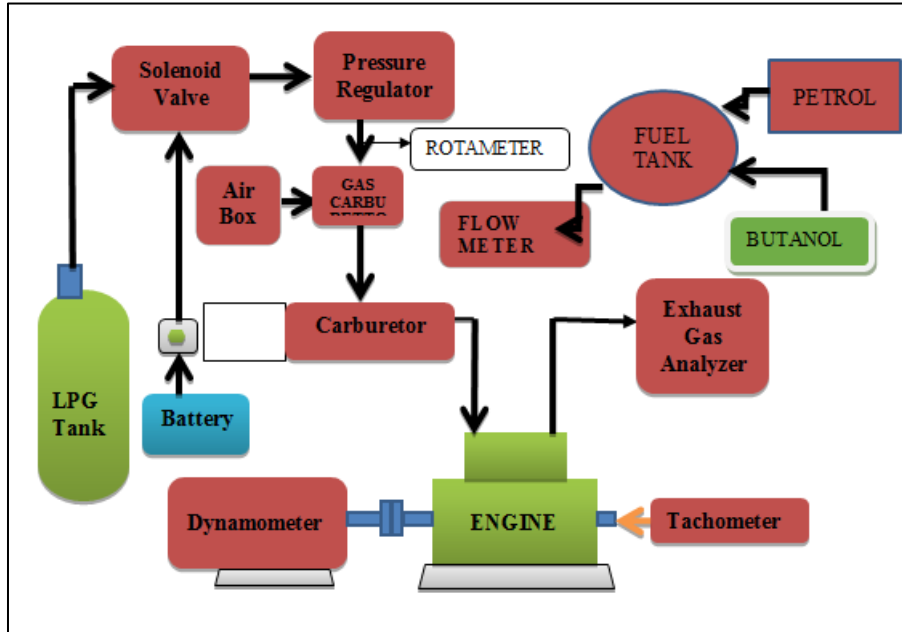 Solenoid
Valve
Pressure
Regulator
PETROL
FUEL
TANK
ROTAMETER
Air
Box
GAS
CARBU
FLOW
METER
BUTANOL
Carburetor
Exhaust
Gas
Analyzer
LPG
Tank
Battery
Dynamometer
ENGINE
Tachometer